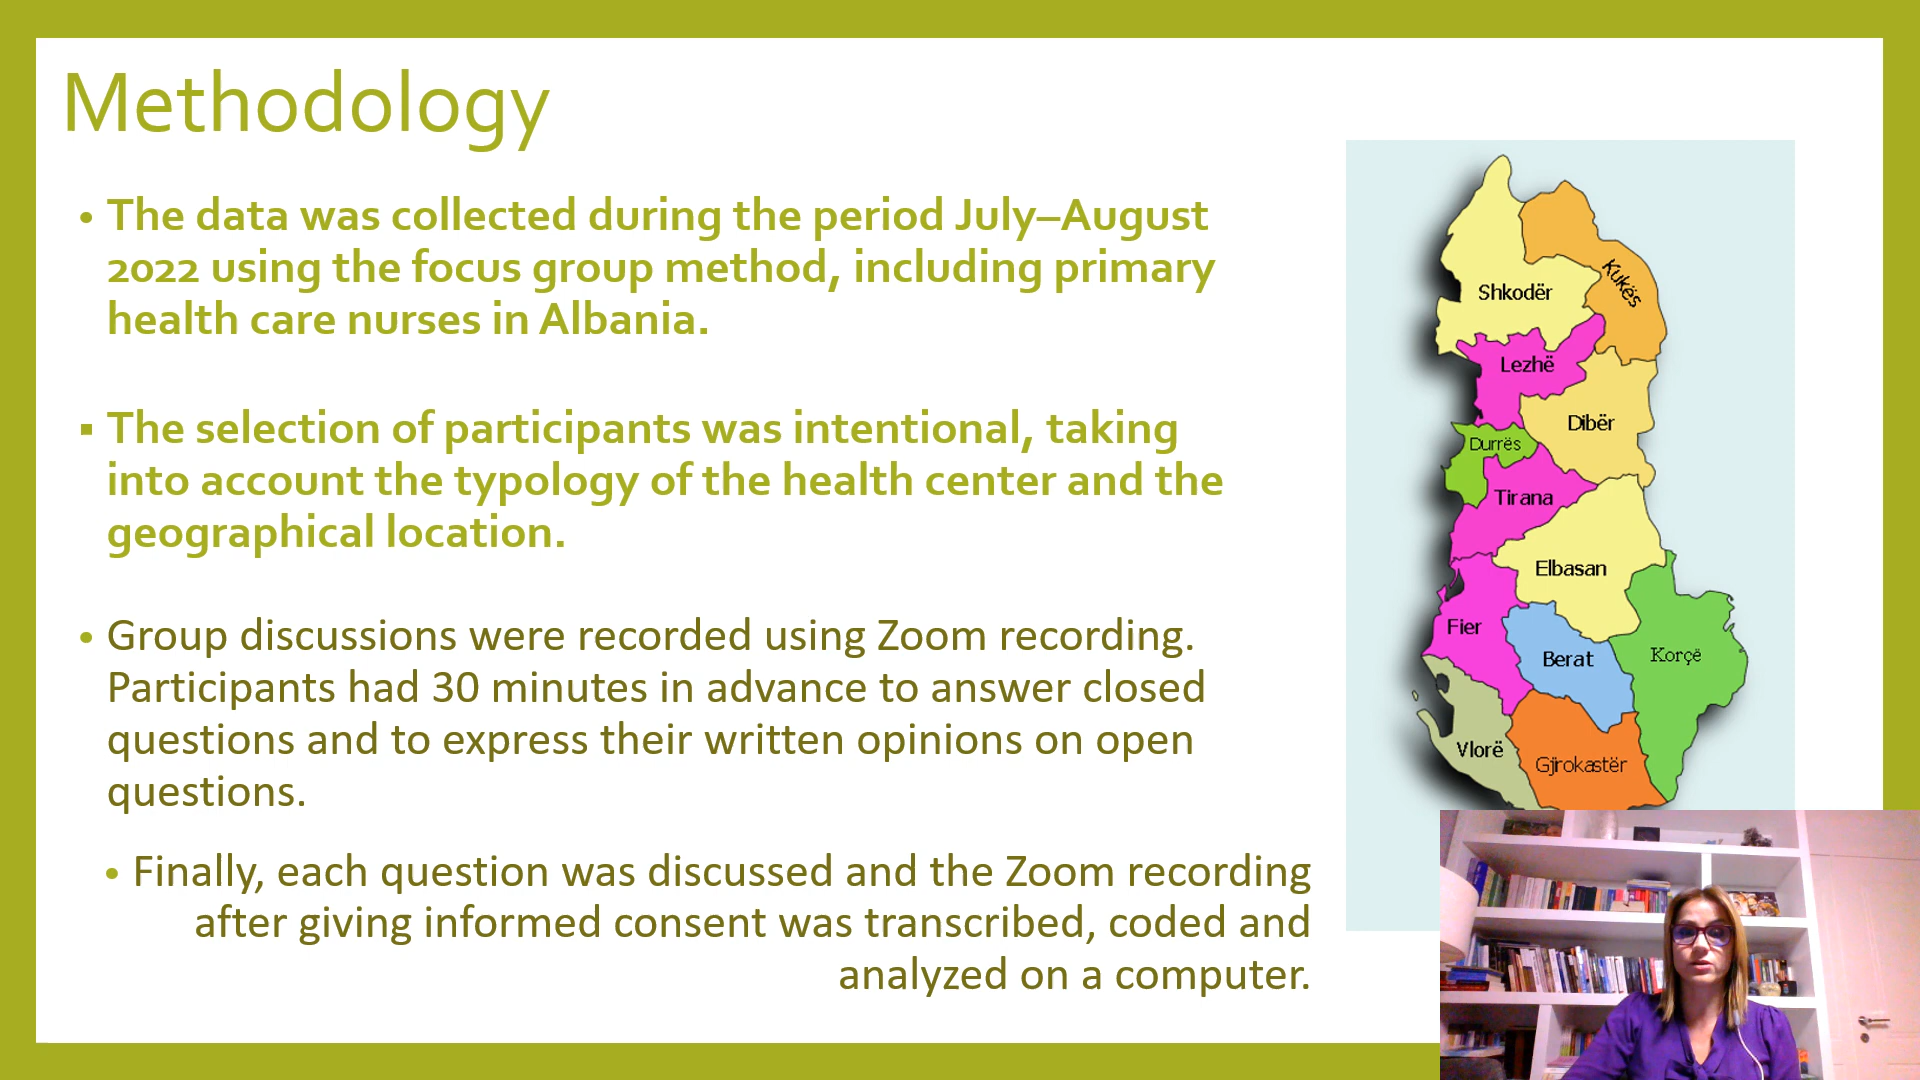 Methodology
• The data was collected during the period July–August
2022 using the focus group method, including primary
health care nurses in Albania.
▪ The selection of participants was intentional, taking
into account the typology of the health center and the
geographical location.
• Group discussions were recorded using Zoom recording.
Participants had 30 minutes in advance to answer closed
questions and to express their written opinions on open
questions.
• Finally, each question was discussed and the Zoom recording
after giving informed consent was transcribed, coded and
analyzed on a computer.
Shkodër
Kukës
Lezhë
Dibër
Durrës
Tirana
Elbasan
Fier
Berat
Korçë
Vlorë
Gjirokastër